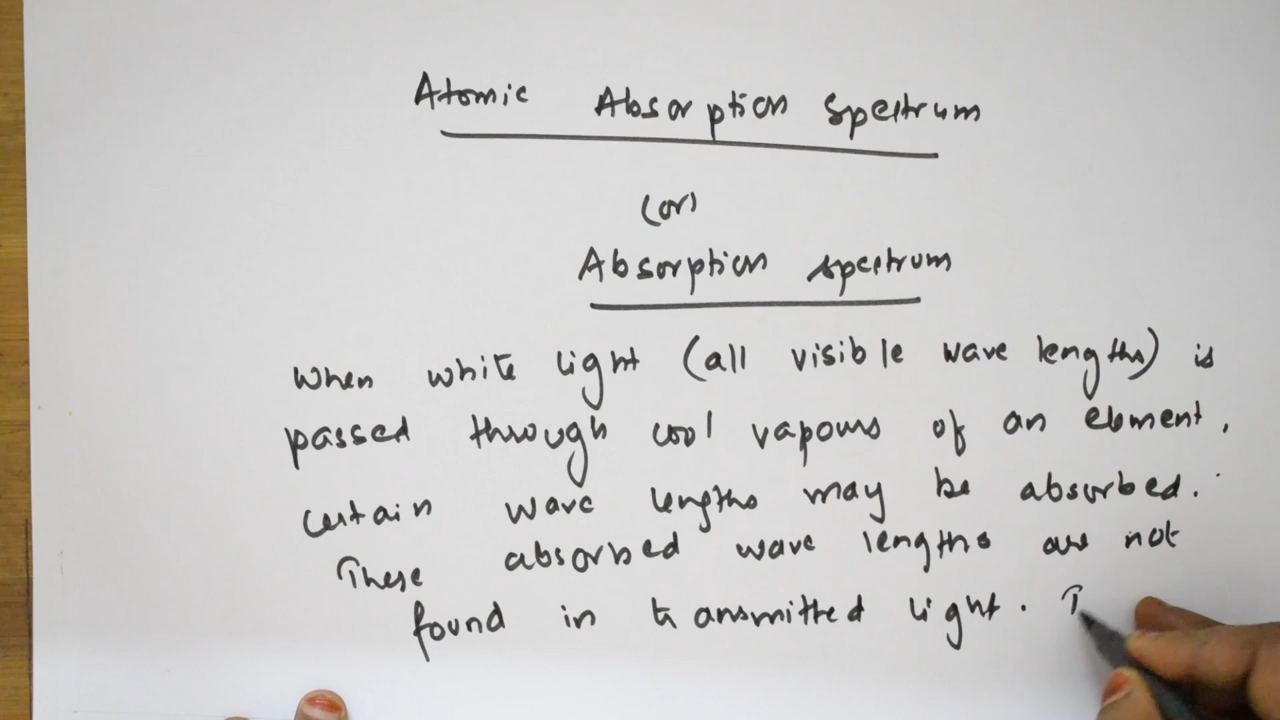 Atomic Absorption spectrum
(or)
Absorption spectrum
When white light (all visible wave lengths) is
passed through cool vapours of an element,
certain wave lengths may be absorbed.
These absorbed wave lengths are not
found in transmitted light. T